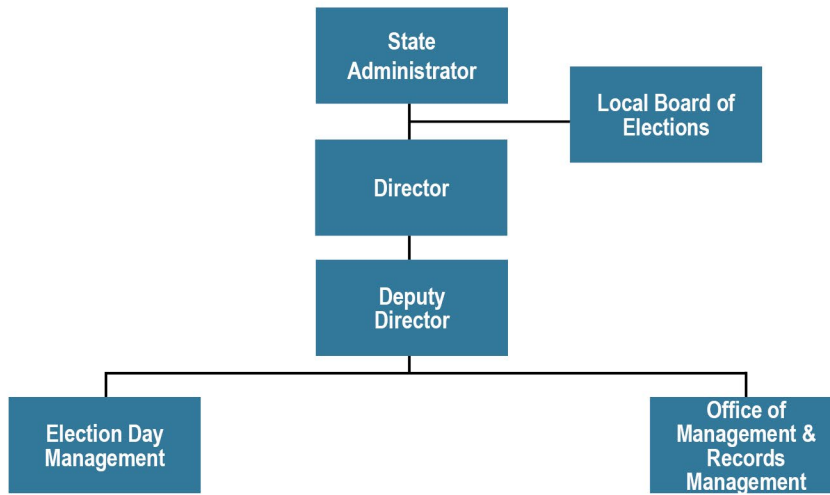 State
Administrator
Local Board of
Elections
Director
Deputy
Director
Election Day
Management
Office of
Management &
Records
Management